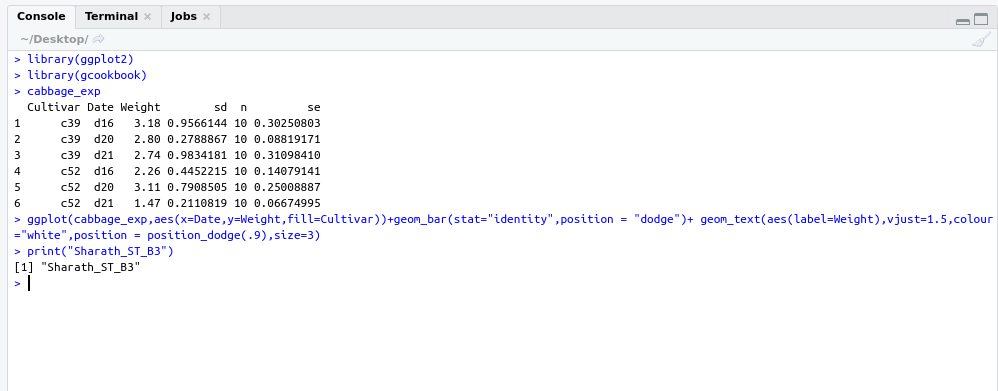 Console Terminal Jobs
~/Desktop/
> library(ggplot2)
> library(gcookbook)
> cabbage_exp
  Cultivar Date Weight        sd  n         se
1      c39  d16   3.18 0.9566144 10 0.30250803
2      c39  d20   2.80 0.2788867 10 0.08819171
3      c39  d21   2.74 0.9834181 10 0.31098410
4      c52  d16   2.26 0.4452215 10 0.14079141
5      c52  d20   3.11 0.7908505 10 0.25008887
6      c52  d21   1.47 0.2110819 10 0.06674995
> ggplot(cabbage_exp,aes(x=Date,y=Weight,fill=Cultivar))+geom_bar(stat="identity",position = "dodge")+ geom_text(aes(label=Weight),vjust=1.5,colour
="white",position = position_dodge(.9),size=3)
> print("Sharath_ST_B3")
[1] "Sharath_ST_B3"
>